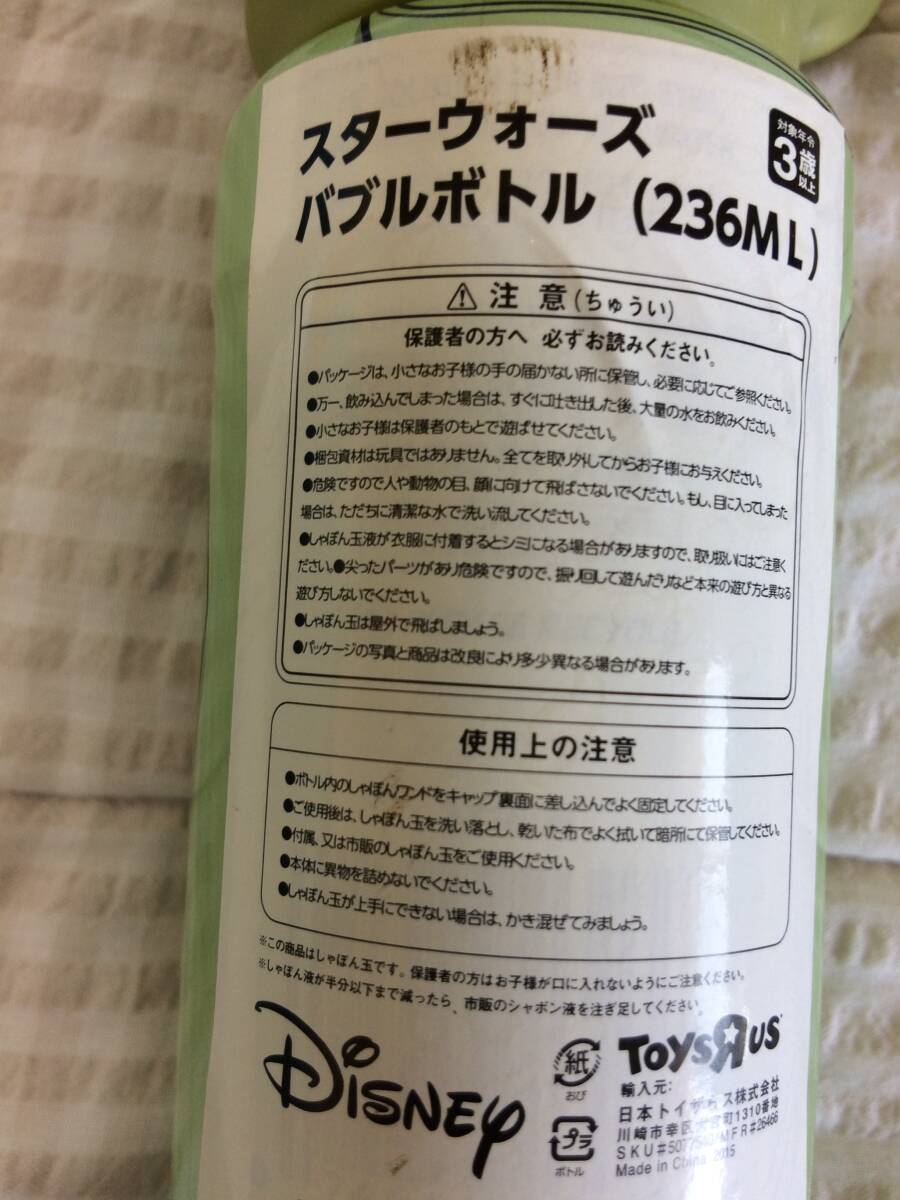 スターウォーズ
バブルボトル (236ML)
対象年令
3歳
以上
⚠注 意(ちゅうい)
保護者の方へ 必ずお読みください。
●パッケージは、小さなお子様の手の届かない所に保管し、必要に応じてご参照ください。
●万一、飲み込んでしまった場合は、すぐに吐き出した後、大量の水をお飲みください。
●小さなお子様は保護者のもとで遊ばせてください。
●梱包資材は玩具ではありません。全てを取り外してからお子様にお与えください。
●危険ですので人や動物の目、顔に向けて飛ばさないでください。もし、目に入ってしまった
場合は、ただちに清潔な水で洗い流してください。
●しゃぼん玉液が衣服に付着するとシミになる場合がありますので、取り扱いにはご注意く
ださい。●尖ったパーツがあり危険ですので、振り回して遊んだりなど本来の遊び方と異なる
遊び方しないでください。
●しゃぼん玉は屋外で飛ばしましょう。
●パッケージの写真と商品は改良により多少異なる場合があります。
使用上の注意
●ボトル内のしゃぼんワンドをキャップ裏面に差し込んでよく固定してください。
●ご使用後は、しゃぼん玉を洗い落とし、乾いた布でよく拭いて暗所にて保管してください。
●付属、又は市販のしゃぼん玉をご使用ください。
●本体に異物を詰めないでください。
●しゃぼん玉が上手にできない場合は、かき混ぜてみましょう。
※この商品はしゃぼん玉です。保護者の方はお子様が口に入れないようにご注意ください。
※しゃぼん液が半分以下まで減ったら、市販のシャボン液を注ぎ足してください。
DISNEY
紙
おび
プラ
ボトル
TOYSRUS
輸入元:
日本トイザらス株式会社
川崎市幸区大宮町1310番地
SKU# MFR#26466
Made in China 2015